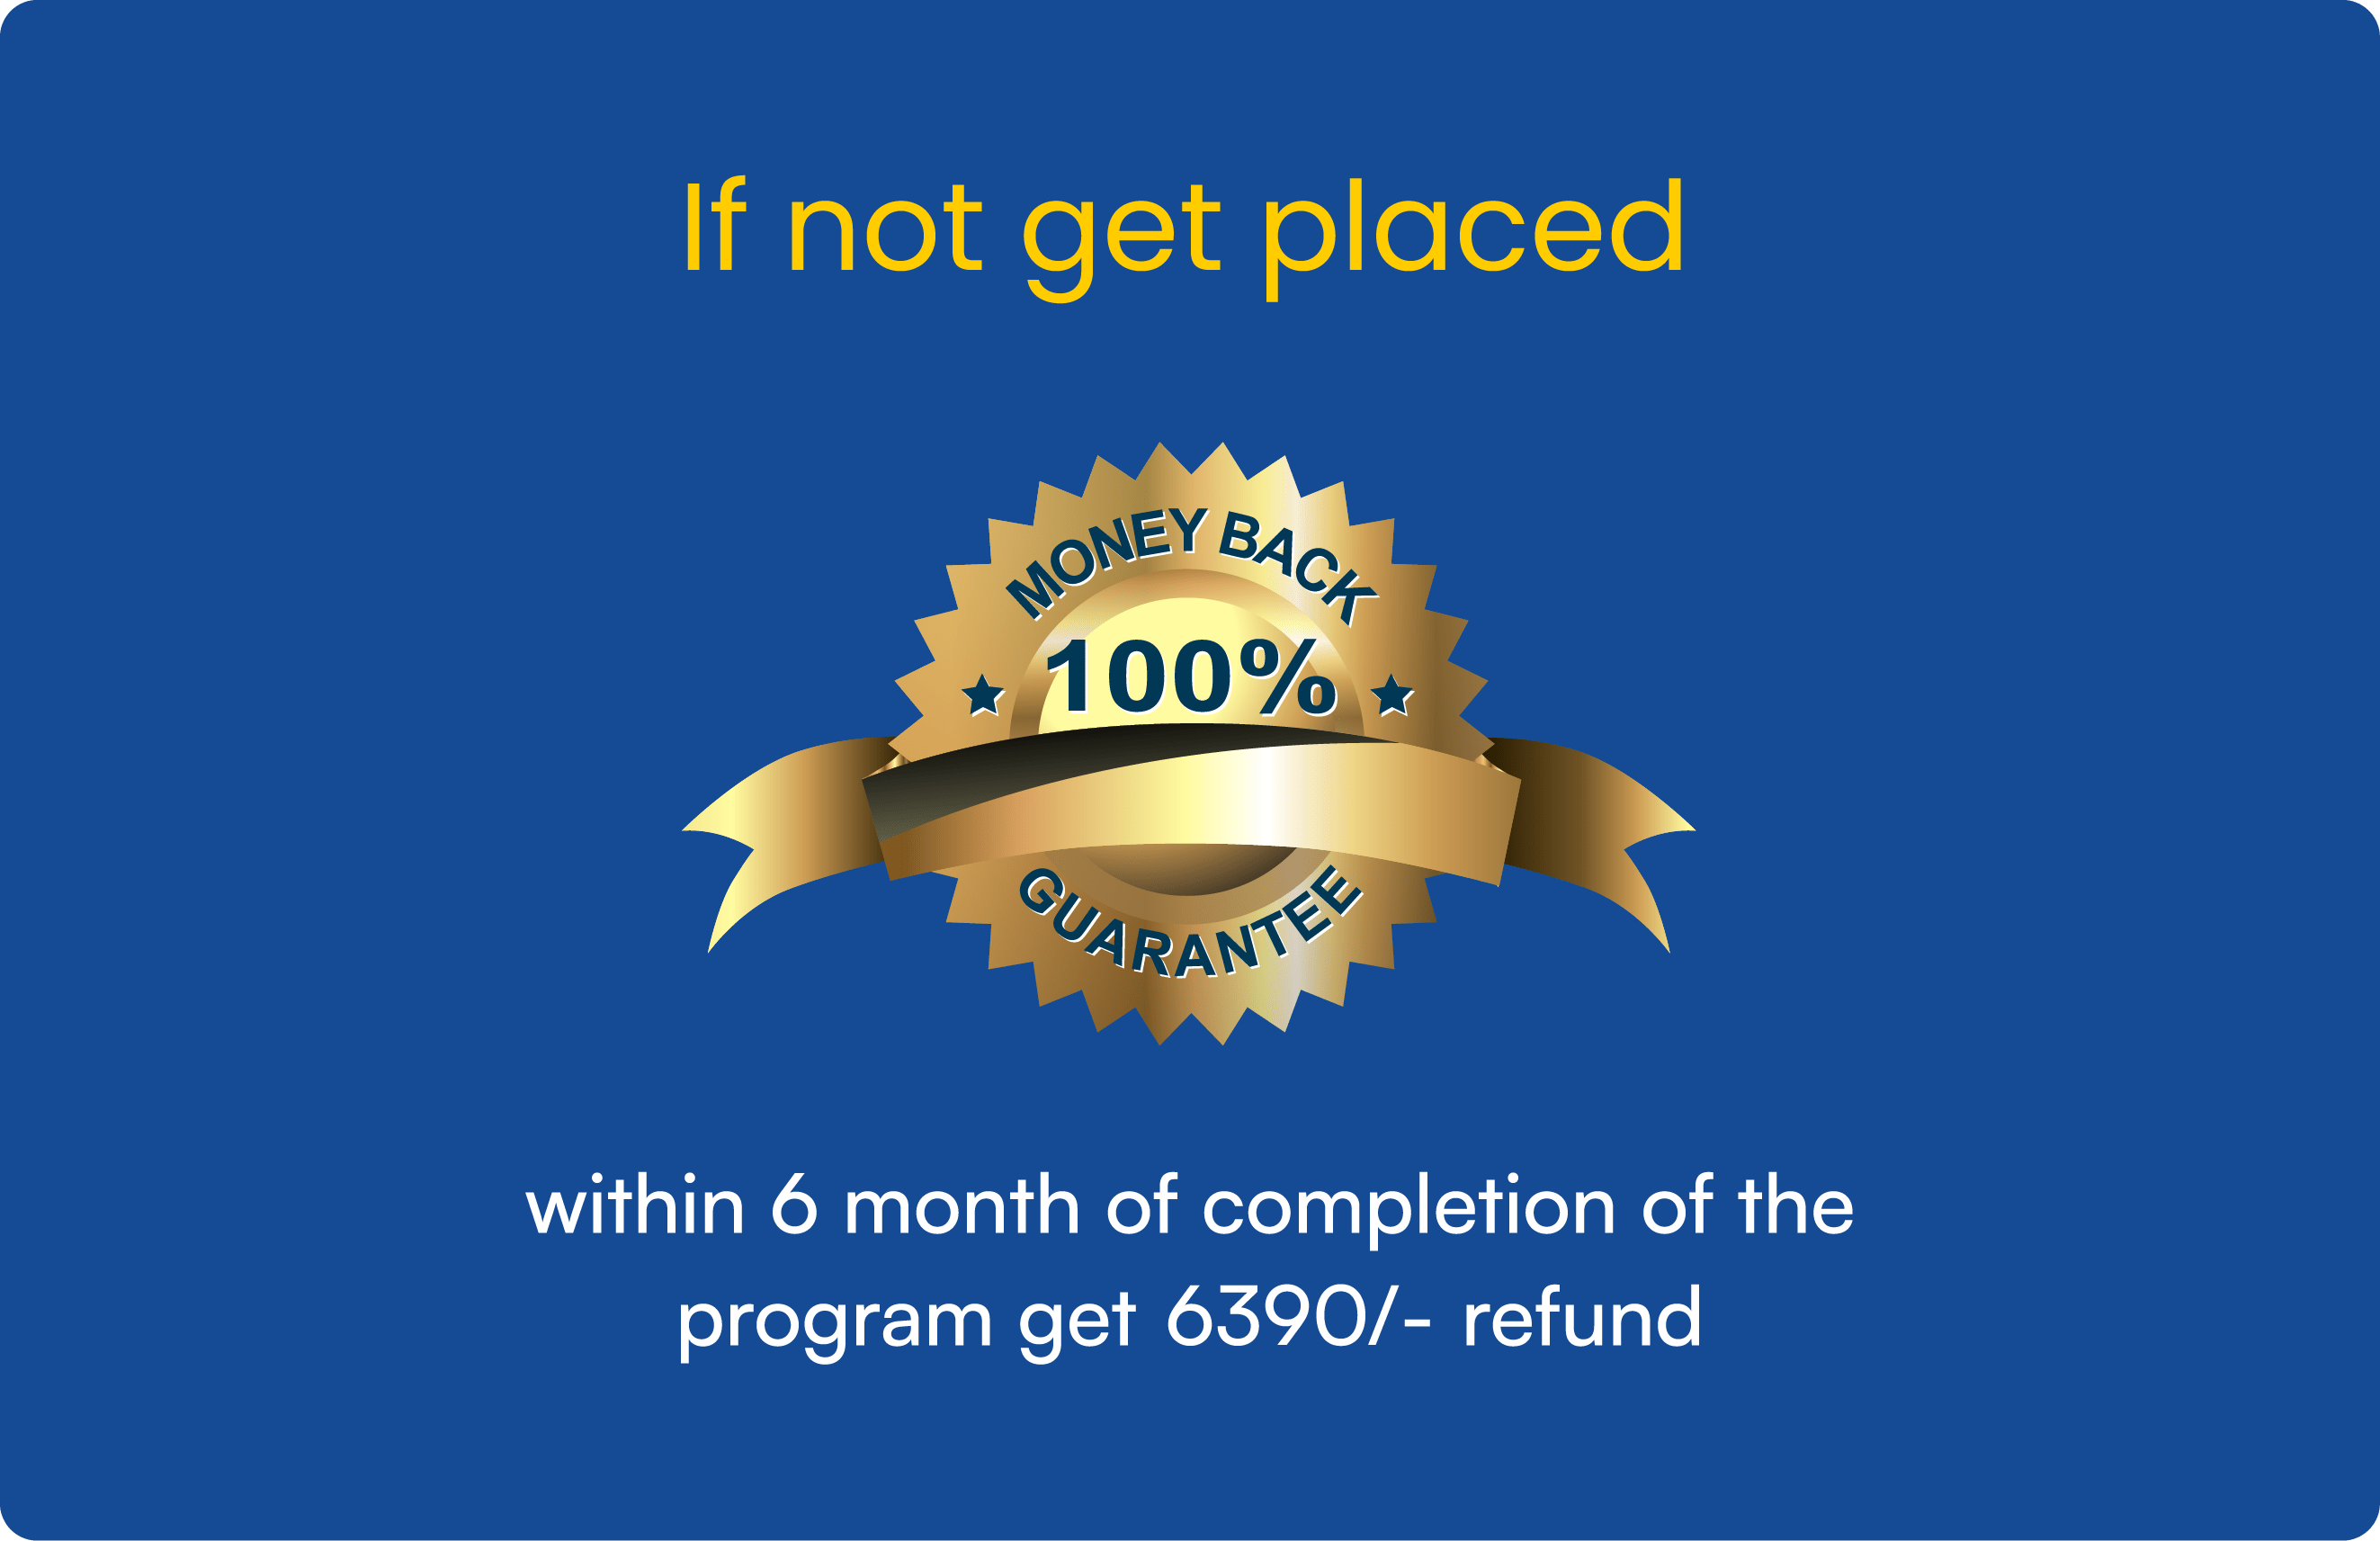 If not get placed
MONEY BACK
100%
GUARANTEE
within 6 month of completion of the
program get 6390/- refund